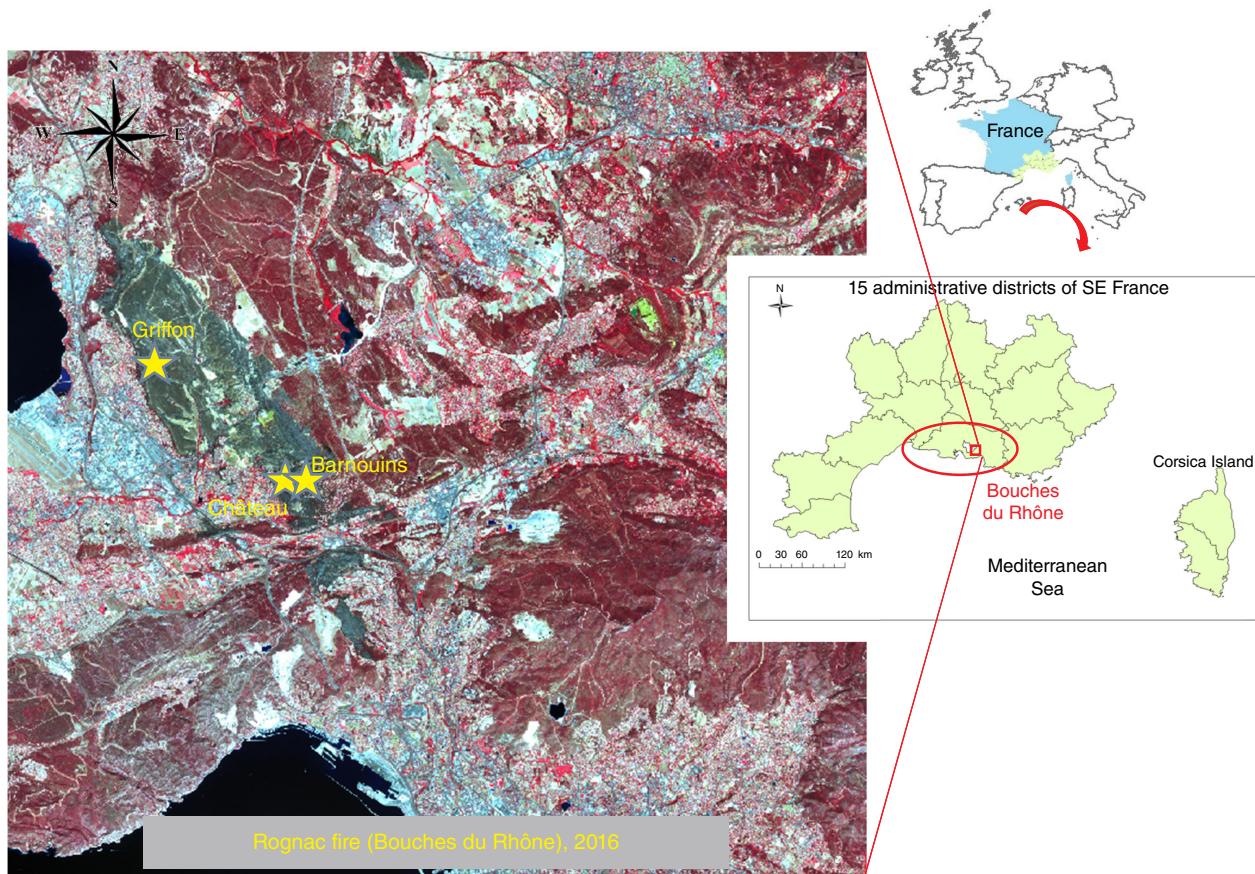 N
W
E
S
Griffon
Barnouins
Château
Rognac fire (Bouches du Rhône), 2016
France
N
15 administrative districts of SE France
Corsica Island
Bouches
du Rhône
0 30 60 120 km
Mediterranean
Sea